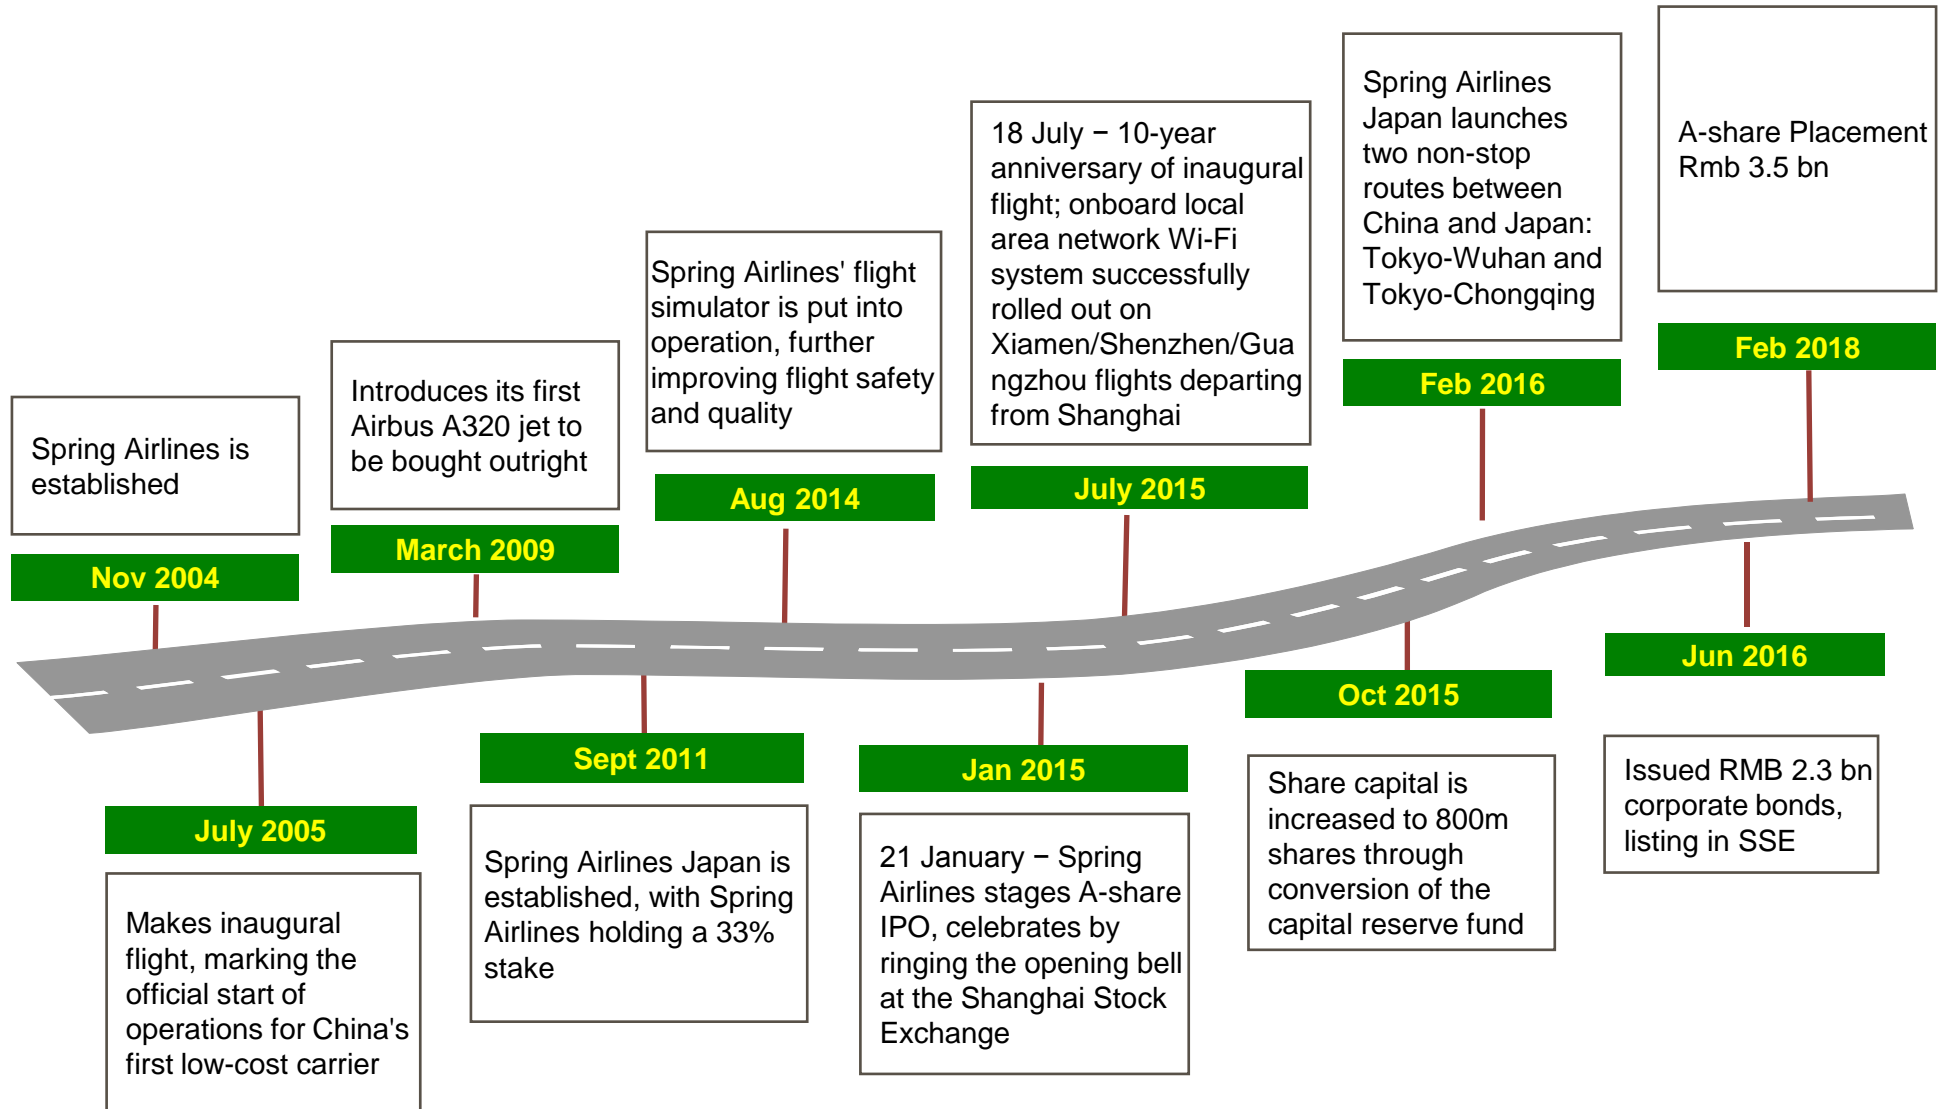 Spring Airlines is
established
Nov 2004
July 2005
Makes inaugural
flight, marking the
official start of
operations for China's
first low-cost carrier
Introduces its first
Airbus A320 jet to
be bought outright
March 2009
Sept 2011
Spring Airlines Japan is
established, with Spring
Airlines holding a 33%
stake
Spring Airlines' flight
simulator is put into
operation, further
improving flight safety
and quality
Aug 2014
Jan 2015
21 January − Spring
Airlines stages A-share
IPO, celebrates by
ringing the opening bell
at the Shanghai Stock
Exchange
18 July − 10-year
anniversary of inaugural
flight; onboard local
area network Wi-Fi
system successfully
rolled out on
Xiamen/Shenzhen/Gua
ngzhou flights departing
from Shanghai
July 2015
Oct 2015
Share capital is
increased to 800m
shares through
conversion of the
capital reserve fund
Spring Airlines
Japan launches
two non-stop
routes between
China and Japan:
Tokyo-Wuhan and
Tokyo-Chongqing
Feb 2016
Jun 2016
Issued RMB 2.3 bn
corporate bonds,
listing in SSE
A-share Placement
Rmb 3.5 bn
Feb 2018